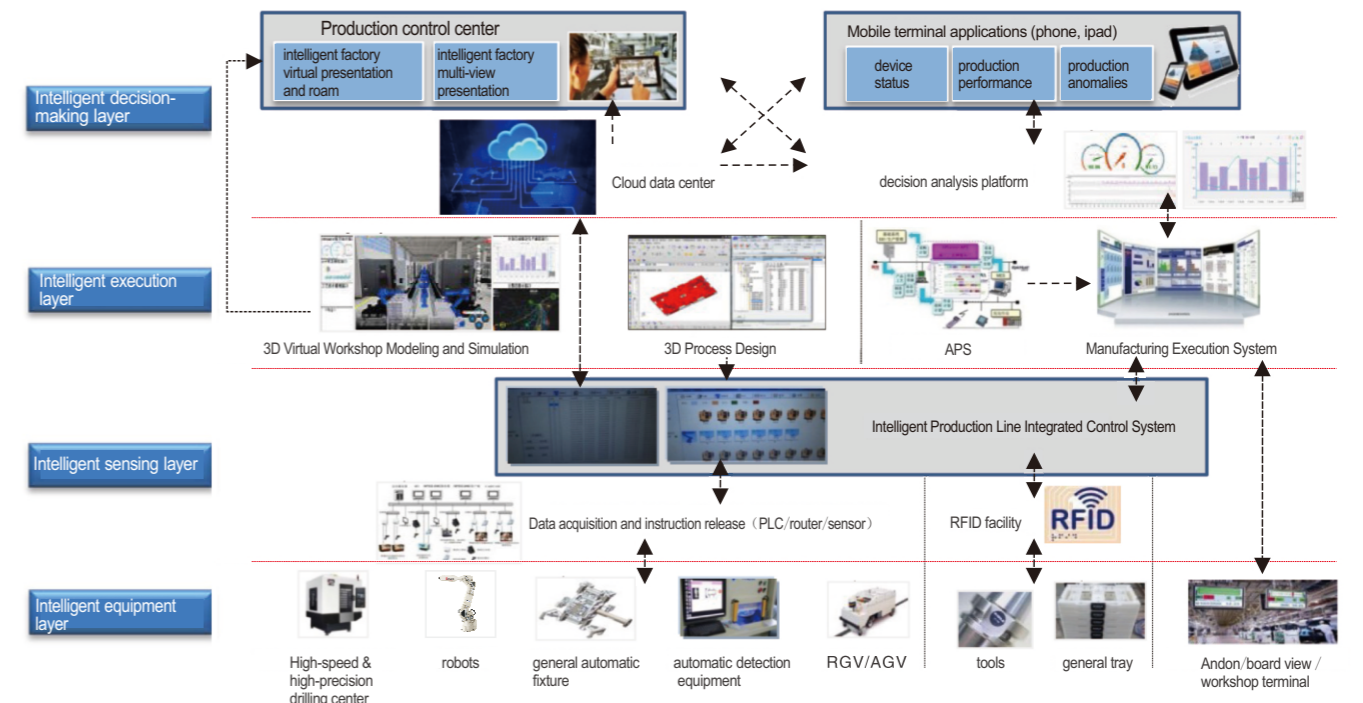 Production control center
intelligent factory
virtual presentation
and roam
intelligent factory
multi-view
presentation
Mobile terminal applications (phone, ipad)
device
status
production
performance
production
anomalies
Intelligent decision-
making layer
Cloud data center
decision analysis platform
Intelligent execution
layer
3D Virtual Workshop Modeling and Simulation
3D Process Design
APS
Manufacturing Execution System
Intelligent Production Line Integrated Control System
Intelligent sensing layer
Data acquisition and instruction release（PLC/router/sensor）
RFID facility
RFID
Intelligent equipment
layer
High-speed &
high-precision
drilling center
robots
general automatic
fixture
automatic detection
equipment
RGV/AGV
tools
general tray
Andon/board view /
workshop terminal